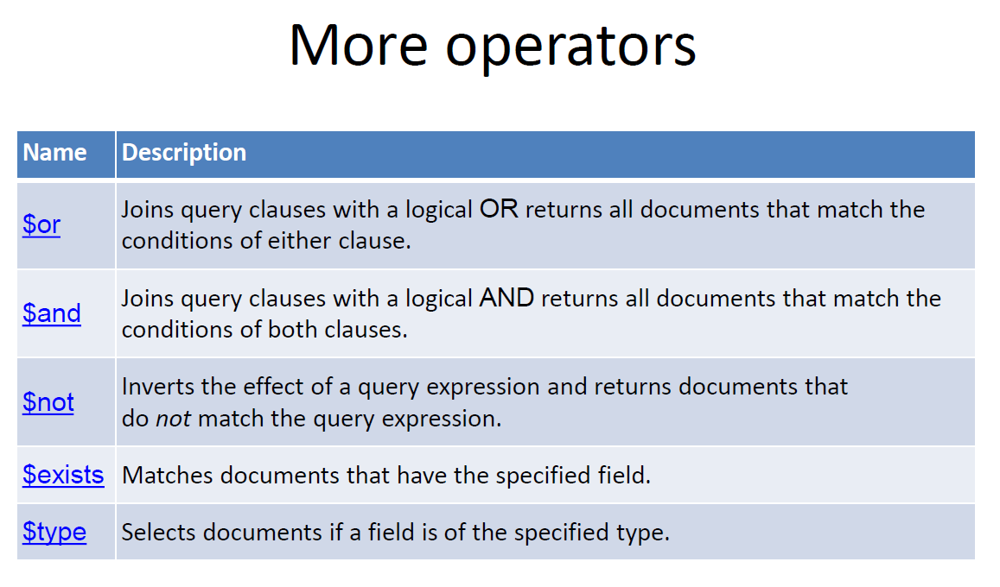 More operators
Name Description
$or
Joins query clauses with a logical OR returns all documents that match the
conditions of either clause.
$and
Joins query clauses with a logical AND returns all documents that match the
conditions of both clauses.
$not
Inverts the effect of a query expression and returns documents that
do not match the query expression.
$exists Matches documents that have the specified field.
$type Selects documents if a field is of the specified type.